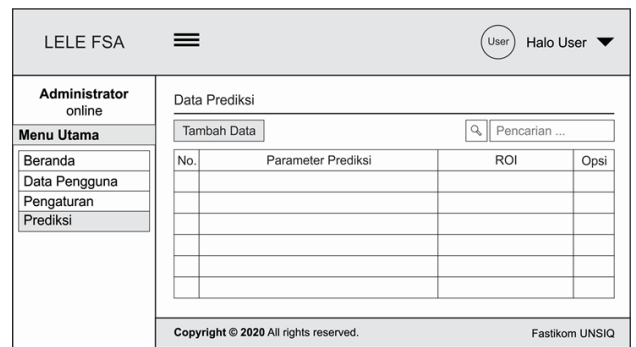 LELE FSA
User
Halo User
Administrator
online
Menu Utama
Beranda
Data Pengguna
Pengaturan
Prediksi
Data Prediksi
Tambah Data
Pencarian ...
No. Parameter Prediksi ROI Opsi
Copyright © 2020 All rights reserved.
Fastikom UNSIQ